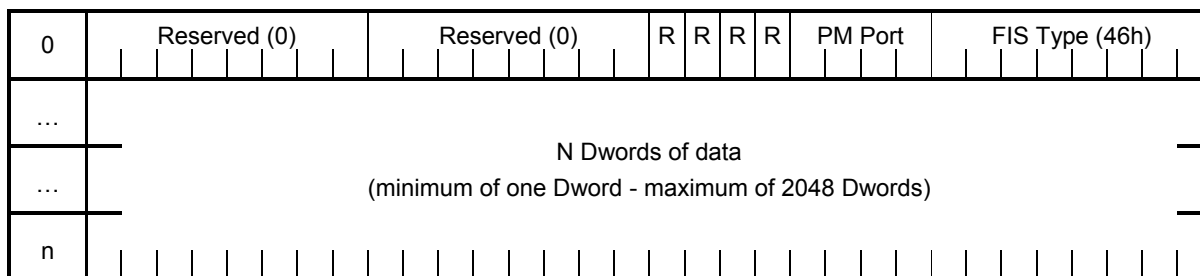 0 Reserved (0) Reserved (0) R R R R PM Port FIS Type (46h)
…
N Dwords of data
… (minimum of one Dword - maximum of 2048 Dwords)
n